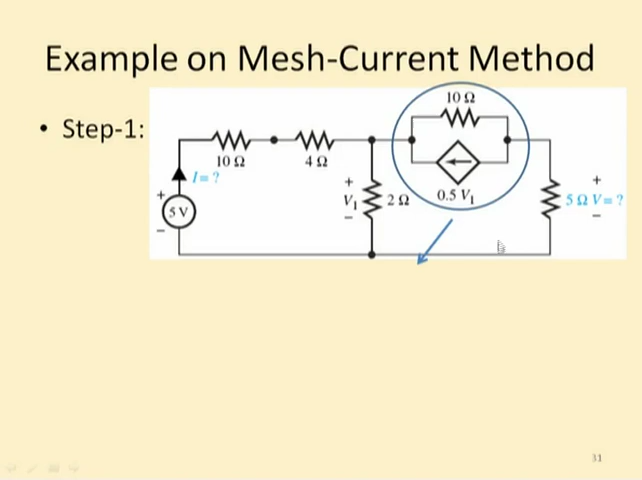 Example on Mesh-Current Method
• Step-1:
10 Ω
10 Ω
4 Ω
I = ?
+
5 V
−
+
V₁
−
2 Ω
0.5 V₁
+
5 Ω V = ?
−
31